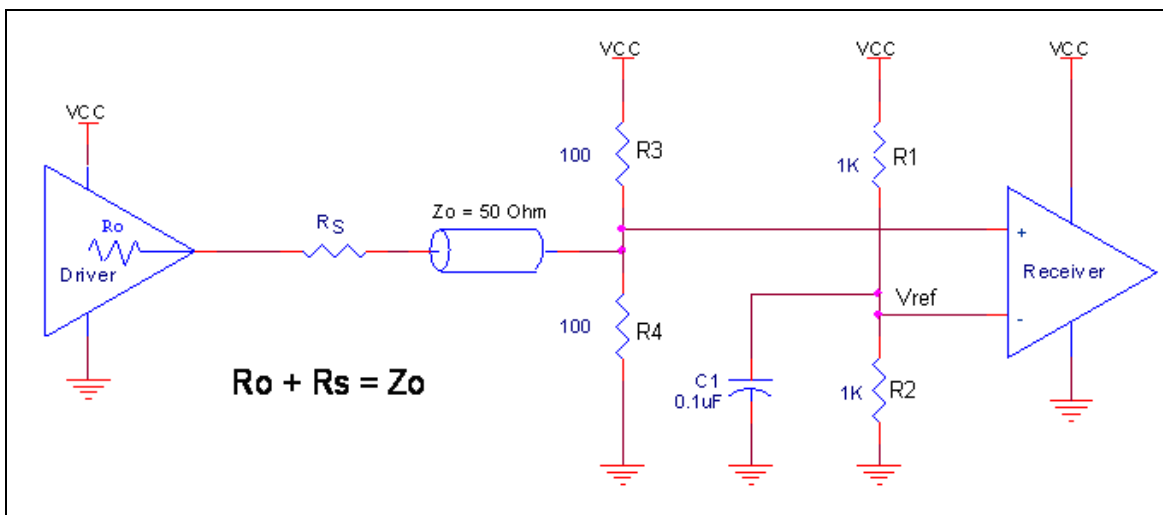 VCC
VCC
VCC
VCC
100
R3
1K
R1
Ro
Driver
RS
Zo = 50 Ohm
+
Receiver
-
Vref
100
R4
Ro + Rs = Zo
C1
0.1uF
1K
R2